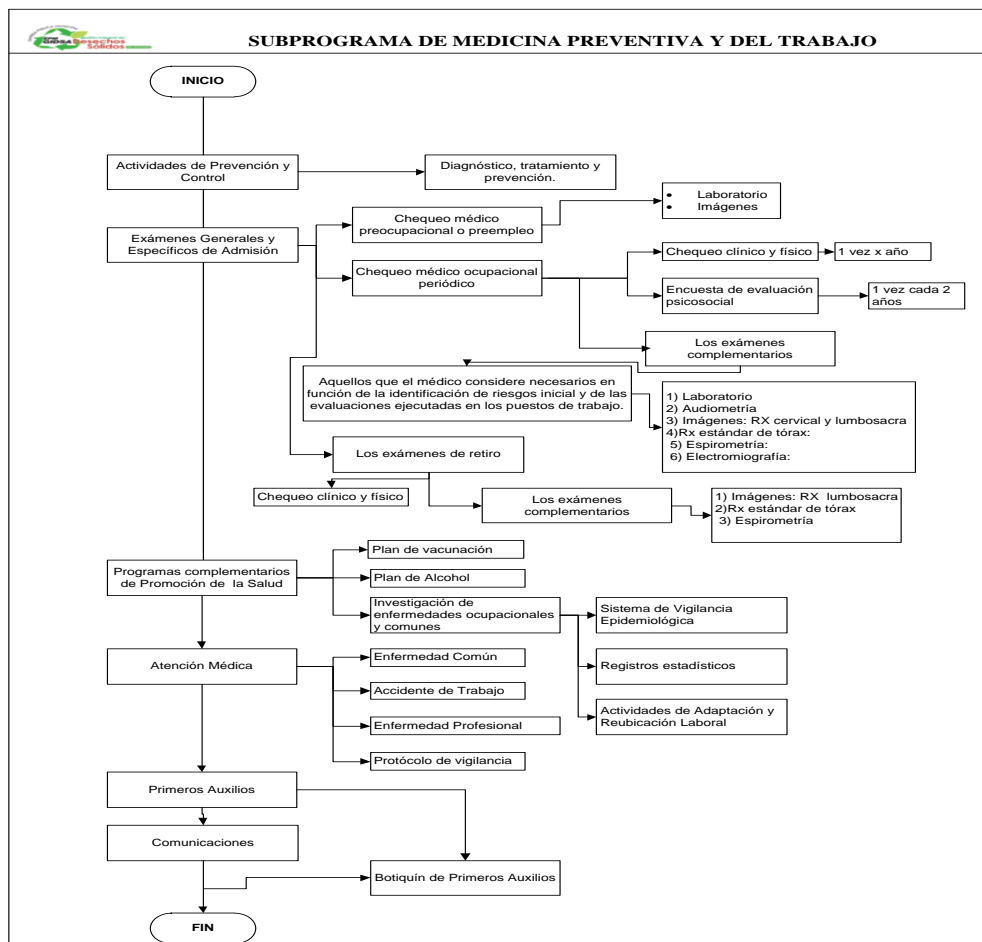 GIDSA Desechos
Sólidos
SUBPROGRAMA DE MEDICINA PREVENTIVA Y DEL TRABAJO
INICIO
Actividades de Prevención y
Control
Diagnóstico, tratamiento y
prevención.
Exámenes Generales y
Específicos de Admisión
Chequeo médico
preocupacional o preempleo
• Laboratorio
• Imágenes
Chequeo médico ocupacional
periódico
Chequeo clínico y físico
1 vez x año
Encuesta de evaluación
psicosocial
1 vez cada 2
años
Los exámenes
complementarios
Aquellos que el médico considere necesarios en
función de la identificación de riesgos inicial y de las
evaluaciones ejecutadas en los puestos de trabajo.
1) Laboratorio
2) Audiometría
3) Imágenes: RX cervical y lumbosacra
4)Rx estándar de tórax:
5) Espirometría:
6) Electromiografía:
Los exámenes de retiro
Chequeo clínico y físico
Los exámenes
complementarios
1) Imágenes: RX lumbosacra
2)Rx estándar de tórax
3) Espirometría
Programas complementarios
de Promoción de la Salud
Plan de vacunación
Plan de Alcohol
Investigación de
enfermedades ocupacionales
y comunes
Sistema de Vigilancia
Epidemiológica
Registros estadísticos
Actividades de Adaptación y
Reubicación Laboral
Atención Médica
Enfermedad Común
Accidente de Trabajo
Enfermedad Profesional
Protócolo de vigilancia
Primeros Auxilios
Comunicaciones
Botiquín de Primeros Auxilios
FIN